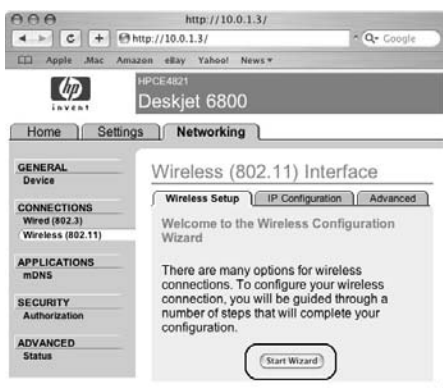 http://10.0.1.3/
http://10.0.1.3/
Q- Google
Apple .Mac Amazon eBay Yahoo! News
hp
invent
HPCE4821
Deskjet 6800
Home Settings Networking
GENERAL
Device
CONNECTIONS
Wired (802.3)
Wireless (802.11)
APPLICATIONS
mDNS
SECURITY
Authorization
ADVANCED
Status
Wireless (802.11) Interface
Wireless Setup IP Configuration Advanced
Welcome to the Wireless Configuration
Wizard
There are many options for wireless
connections. To configure your wireless
connection, you will be guided through a
number of steps that will complete your
configuration.
Start Wizard